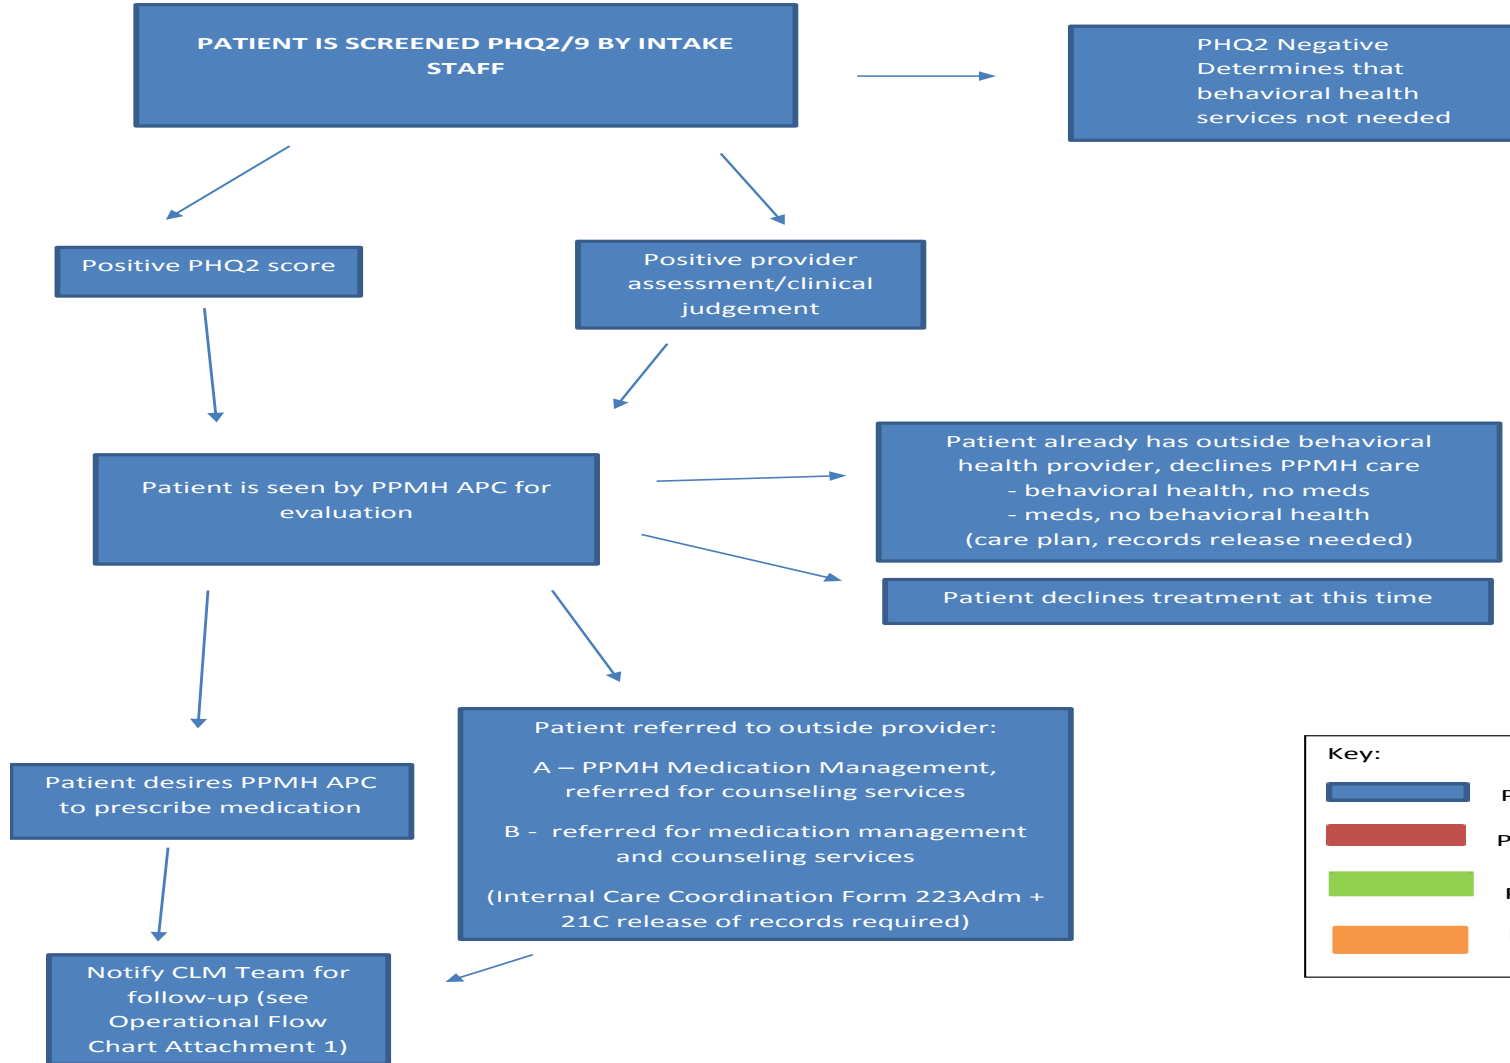 PATIENT IS SCREENED PHQ2/9 BY INTAKE
STAFF
PHQ2 Negative
Determines that
behavioral health
services not needed
Positive PHQ2 score
Positive provider
assessment/clinical
judgement
Patient is seen by PPMH APC for
evaluation
Patient already has outside behavioral
health provider, declines PPMH care
- behavioral health, no meds
- meds, no behavioral health
(care plan, records release needed)
Patient declines treatment at this time
Patient desires PPMH APC
to prescribe medication
Patient referred to outside provider:
A – PPMH Medication Management,
referred for counseling services
B - referred for medication management
and counseling services
(Internal Care Coordination Form 223Adm +
21C release of records required)
Notify CLM Team for
follow-up (see
Operational Flow
Chart Attachment 1)
Key: